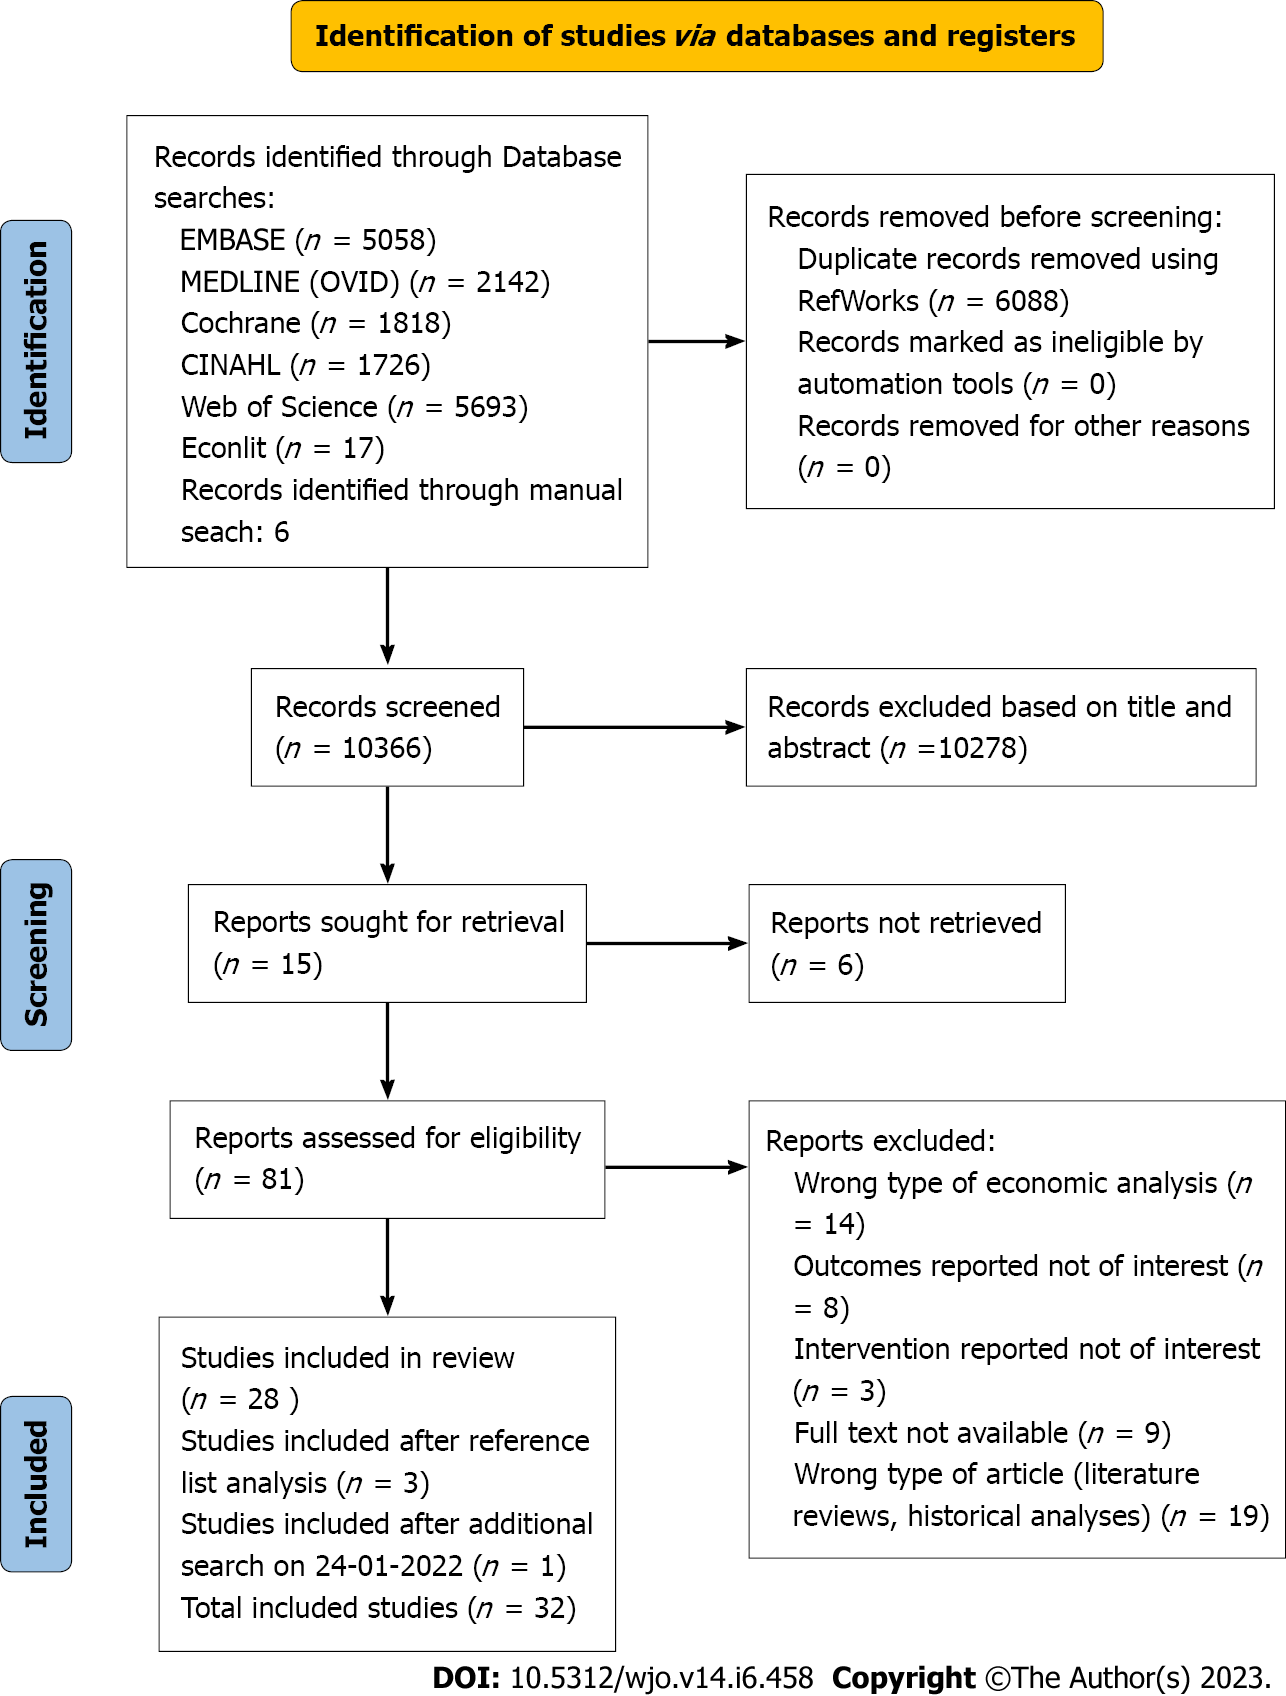 Identification of studies via databases and registers
Identification
Records identified through Database
searches:
EMBASE (n = 5058)
MEDLINE (OVID) (n = 2142)
Cochrane (n = 1818)
CINAHL (n = 1726)
Web of Science (n = 5693)
Econlit (n = 17)
Records identified through manual
seach: 6
Records removed before screening:
Duplicate records removed using
RefWorks (n = 6088)
Records marked as ineligible by
automation tools (n = 0)
Records removed for other reasons
(n = 0)
Screening
Records screened
(n = 10366)
Records excluded based on title and
abstract (n =10278)
Reports sought for retrieval
(n = 15)
Reports not retrieved
(n = 6)
Reports assessed for eligibility
(n = 81)
Reports excluded:
Wrong type of economic analysis (n
= 14)
Outcomes reported not of interest (n
= 8)
Intervention reported not of interest
(n = 3)
Full text not available (n = 9)
Wrong type of article (literature
reviews, historical analyses) (n = 19)
Included
Studies included in review
(n = 28 )
Studies included after reference
list analysis (n = 3)
Studies included after additional
search on 24-01-2022 (n = 1)
Total included studies (n = 32)
DOI: 10.5312/wjo.v14.i6.458 Copyright ©The Author(s) 2023.